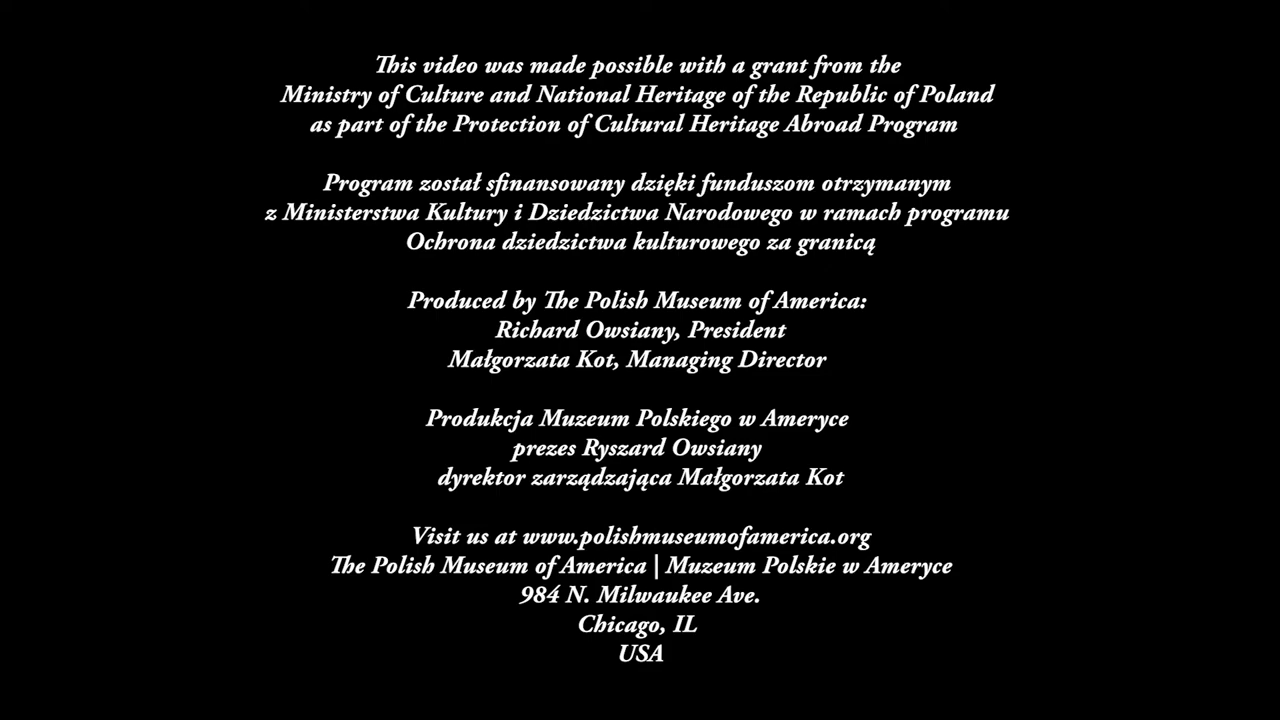 This video was made possible with a grant from the
Ministry of Culture and National Heritage of the Republic of Poland
as part of the Protection of Cultural Heritage Abroad Program
Program został sfinansowany dzięki funduszom otrzymanym
z Ministerstwa Kultury i Dziedzictwa Narodowego w ramach programu
Ochrona dziedzictwa kulturowego za granicą
Produced by The Polish Museum of America:
Richard Owsiany, President
Małgorzata Kot, Managing Director
Produkcja Muzeum Polskiego w Ameryce
prezes Ryszard Owsiany
dyrektor zarządzająca Małgorzata Kot
Visit us at www.polishmuseumofamerica.org
The Polish Museum of America | Muzeum Polskie w Ameryce
984 N. Milwaukee Ave.
Chicago, IL
USA